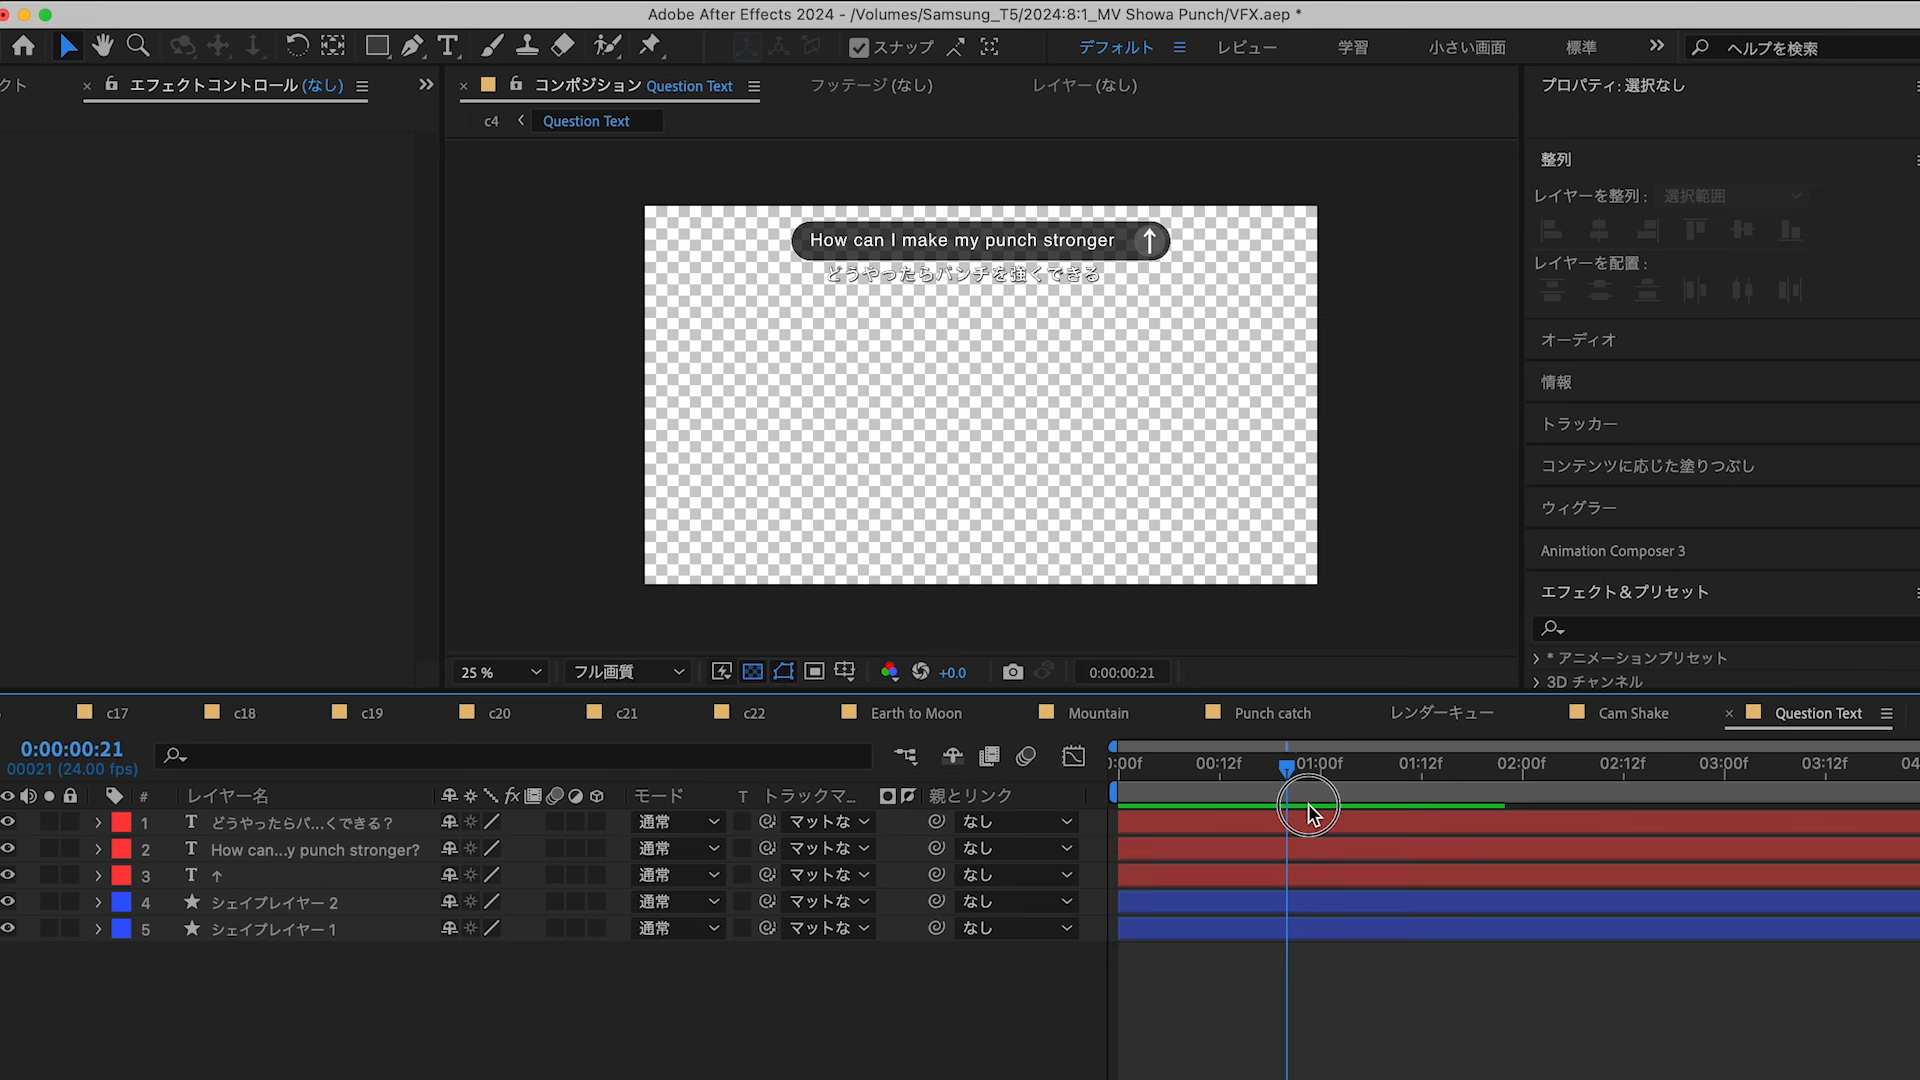 Adobe After Effects 2024 - /Volumes/Samsung_T5/2024:8:1_MV Showa Punch/VFX.aep *
スナップ
デフォルト
レビュー
学習
小さい画面
標準
ヘルプを検索
クト
エフェクトコントロール (なし)
コンポジション Question Text
フッテージ (なし)
レイヤー (なし)
プロパティ: 選択なし
c4
Question Text
整列
レイヤーを整列 :
選択範囲
How can I make my punch stronger
↑
どうやったらパンチを強くできる
レイヤーを配置 :
オーディオ
情報
トラッカー
コンテンツに応じた塗りつぶし
ウィグラー
Animation Composer 3
エフェクト＆プリセット
* アニメーションプリセット
3D チャンネル
25 %
フル画質
+0.0
0:00:00:21
c17
c18
c19
c20
c21
c22
Earth to Moon
Mountain
Punch catch
レンダーキュー
Cam Shake
Question Text
0:00:00:21
00021 (24.00 fps)
):00f
00:12f
01:00f
01:12f
02:00f
02:12f
03:00f
03:12f
04
#
レイヤー名
fx
モード
T
トラックマ...
親とリンク
1
T
どうやったらパ...くできる？
通常
マットな
なし
2
T
How can...y punch stronger?
通常
マットな
なし
3
T
↑
通常
マットな
なし
4
シェイプレイヤー 2
通常
マットな
なし
5
シェイプレイヤー 1
通常
マットな
なし